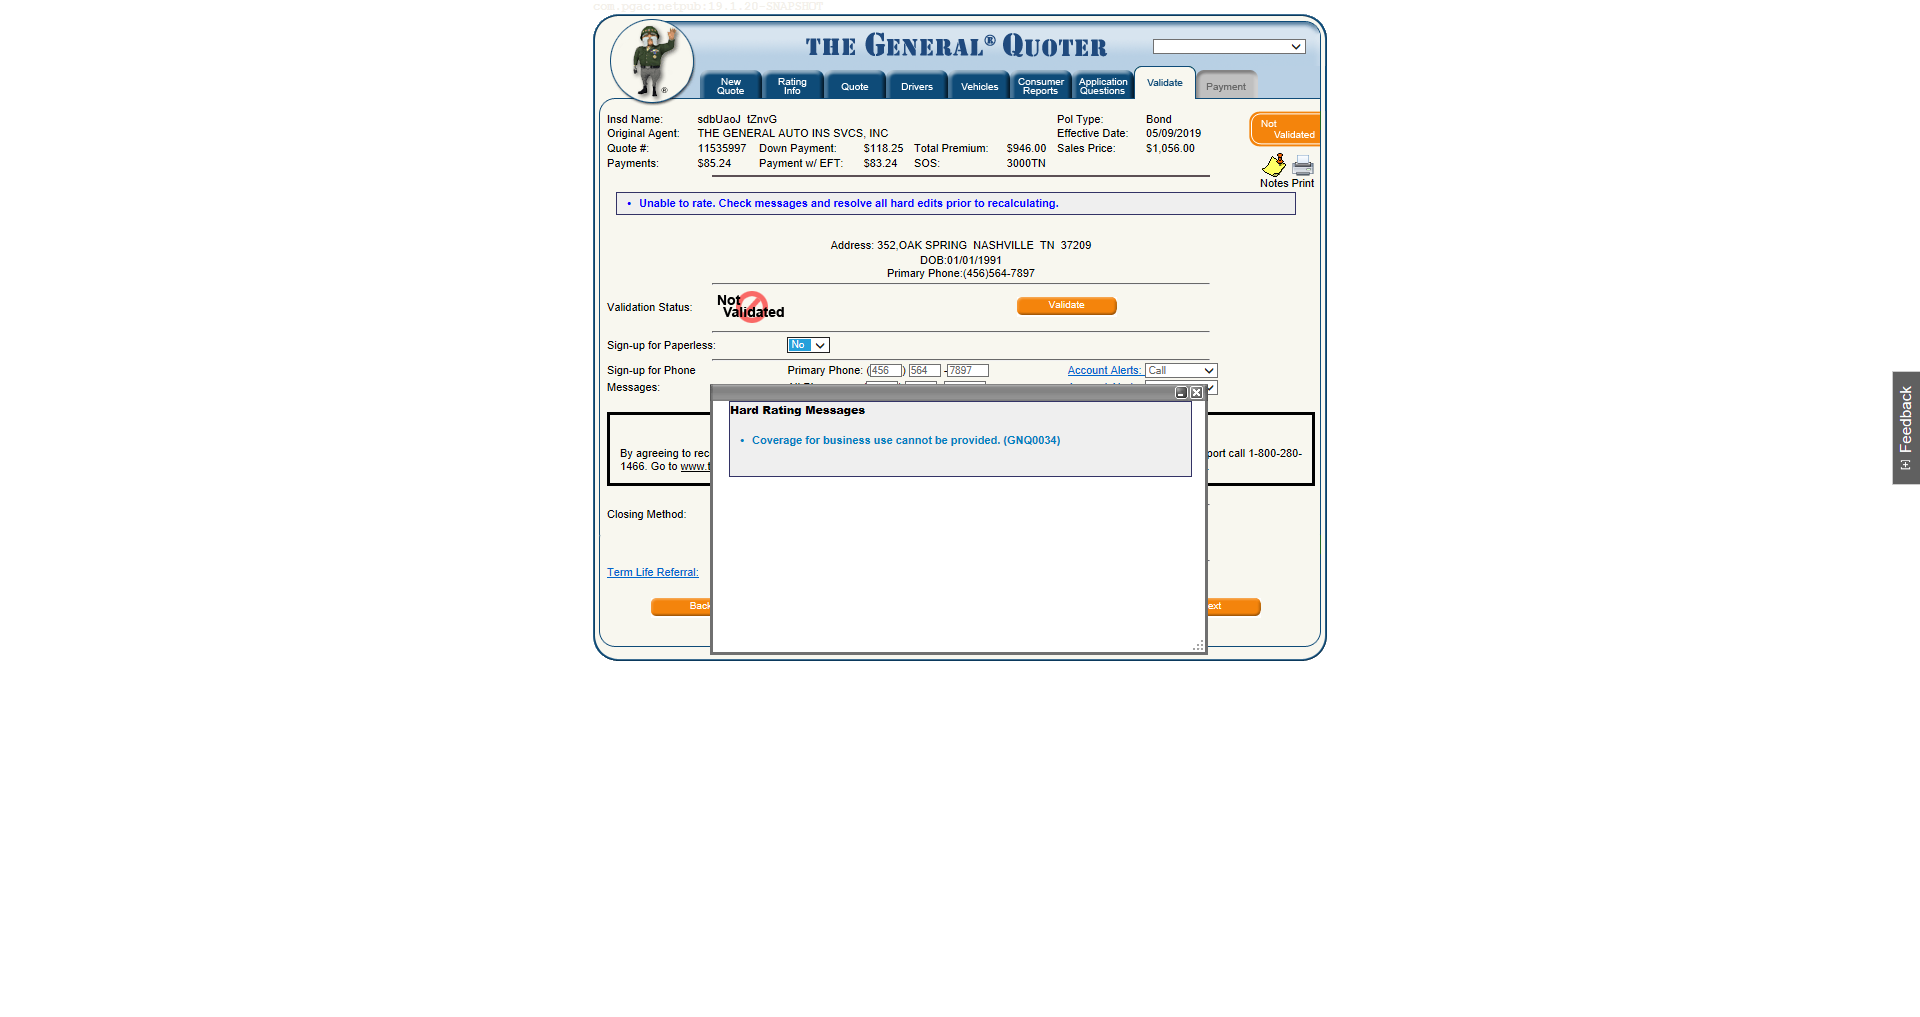 com.pgac:netpub:19.1.20-SNAPSHOT
THE GENERAL® QUOTER
New Quote
Rating Info
Quote
Drivers
Vehicles
Consumer Reports
Application Questions
Validate
Payment
Insd Name: sdbUaoJ tZnvG Pol Type: Bond
Original Agent: THE GENERAL AUTO INS SVCS, INC Effective Date: 05/09/2019
Quote #: 11535997 Down Payment: $118.25 Total Premium: $946.00 Sales Price: $1,056.00
Payments: $85.24 Payment w/ EFT: $83.24 SOS: 3000TN
Not Validated
Notes Print
• Unable to rate. Check messages and resolve all hard edits prior to recalculating.
Address: 352,OAK SPRING NASHVILLE TN 37209
DOB:01/01/1991
Primary Phone:(456)564-7897
Validation Status: Not Validated Validate
Sign-up for Paperless: No
Sign-up for Phone Primary Phone: (456) 564 -7897 Account Alerts: Call
Messages:
Hard Rating Messages
• Coverage for business use cannot be provided. (GNQ0034)
By agreeing to rec port call 1-800-280-
1466. Go to www.t
Closing Method:
Term Life Referral:
Back ext
[+] Feedback